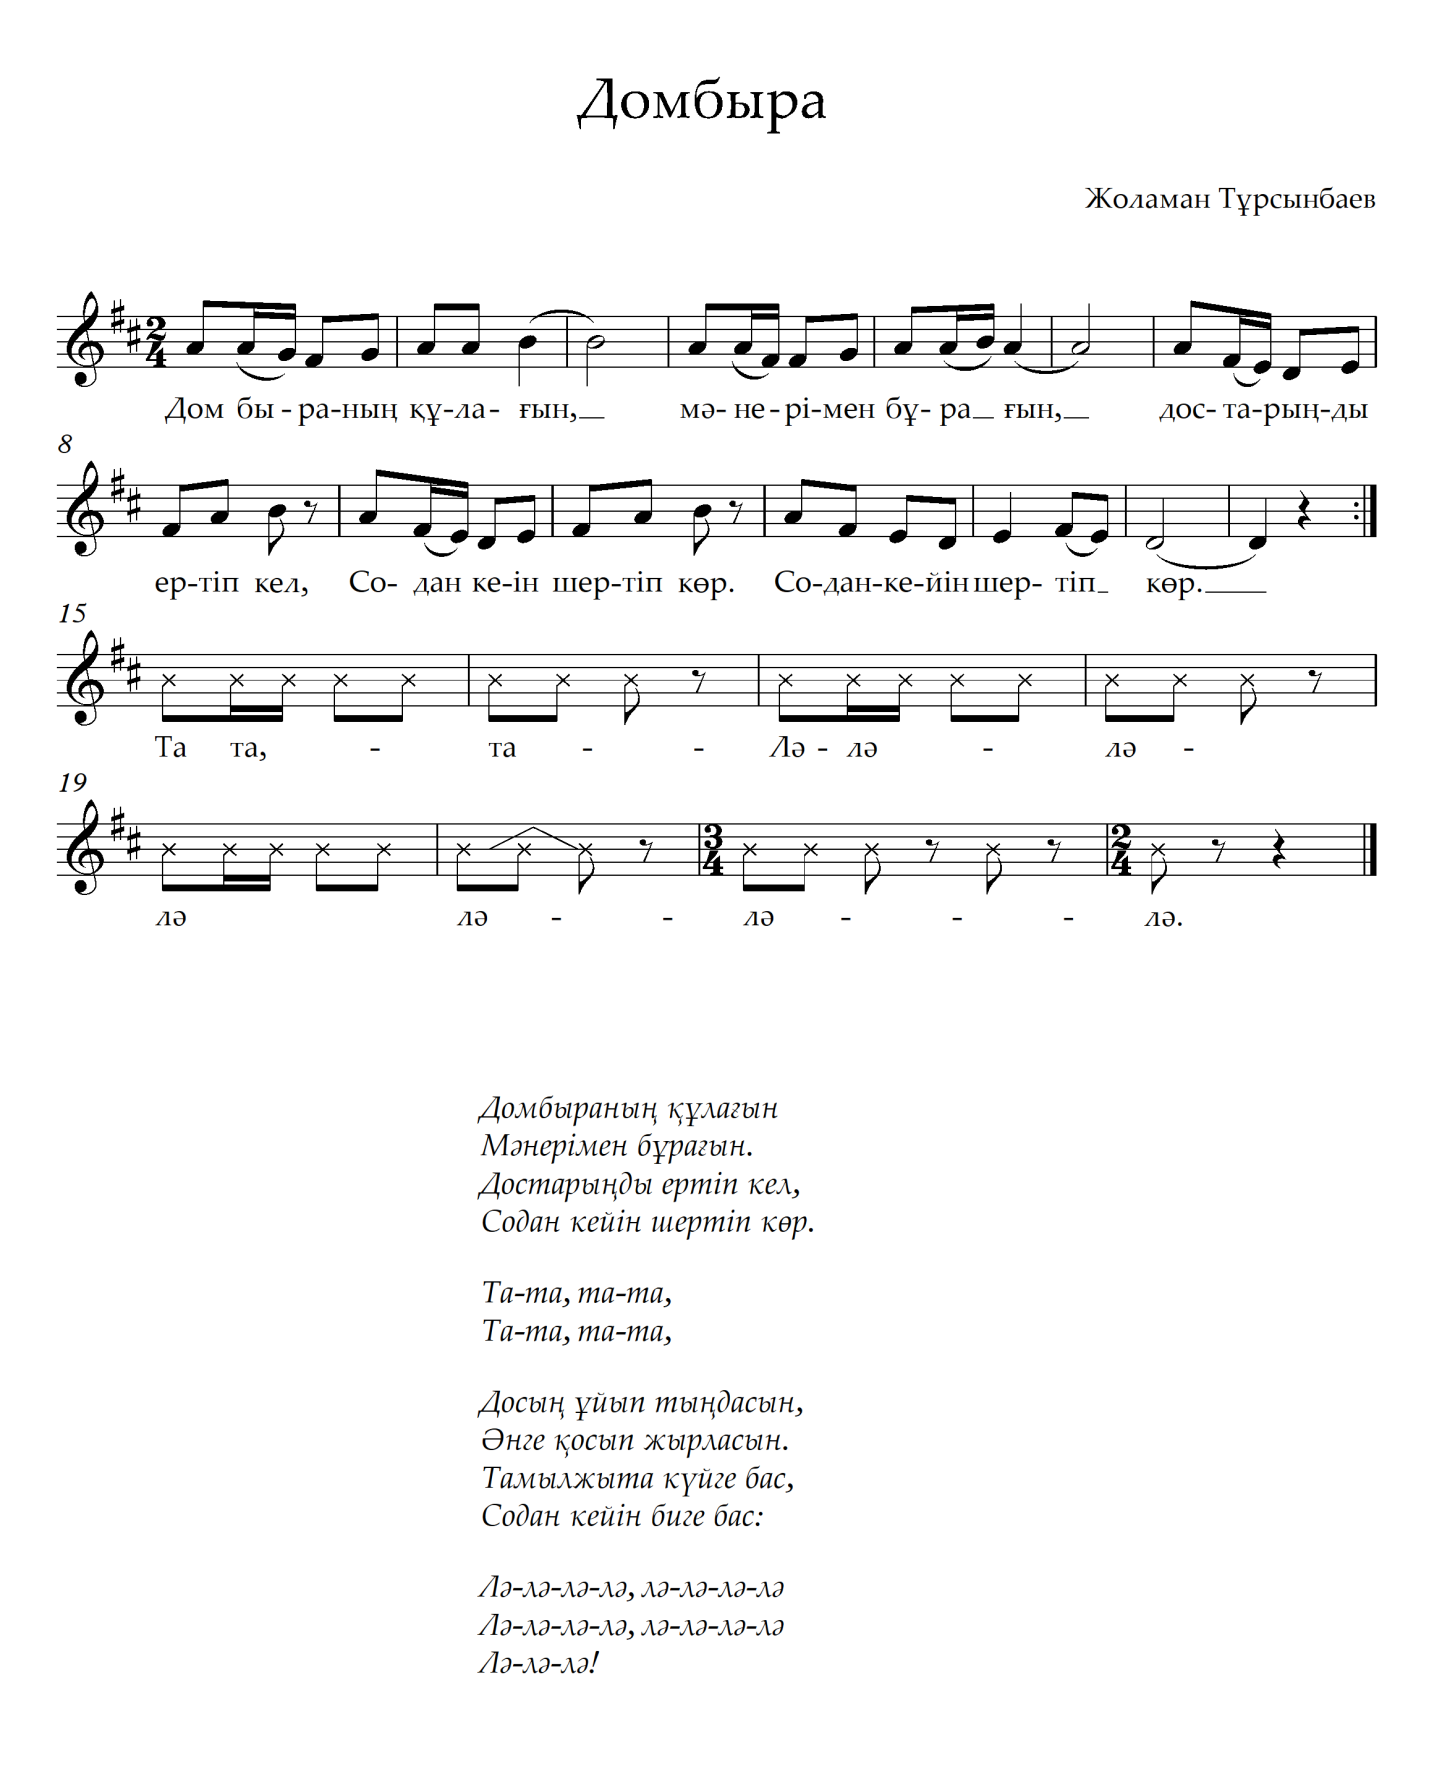 Домбыра
Жоламан Тұрсынбаев
Дом бы - ра-ның құ-ла- ғын,_ мә- не - рі-мен бұ- ра_ ғын,_ дос- та-рың-ды
8
ер-тіп кел, Со- дан ке-ін шер-тіп көр. Со-дан-ке-йін шер- тіп_ көр.__
15
Та та, - та - - Лә - лә - лә -
19
лә лә - - лә - - - лә.
Домбыраның құлағын
Мәнерімен бұрағын.
Достарыңды ертіп кел,
Содан кейін шертіп көр.
Та-та, та-та,
Та-та, та-та,
Досың ұйып тыңдасын,
Әнге қосып жырласын.
Тамылжыта күйге бас,
Содан кейін биге бас:
Лә-лә-лә-лә, лә-лә-лә-лә
Лә-лә-лә-лә, лә-лә-лә-лә
Лә-лә-лә!